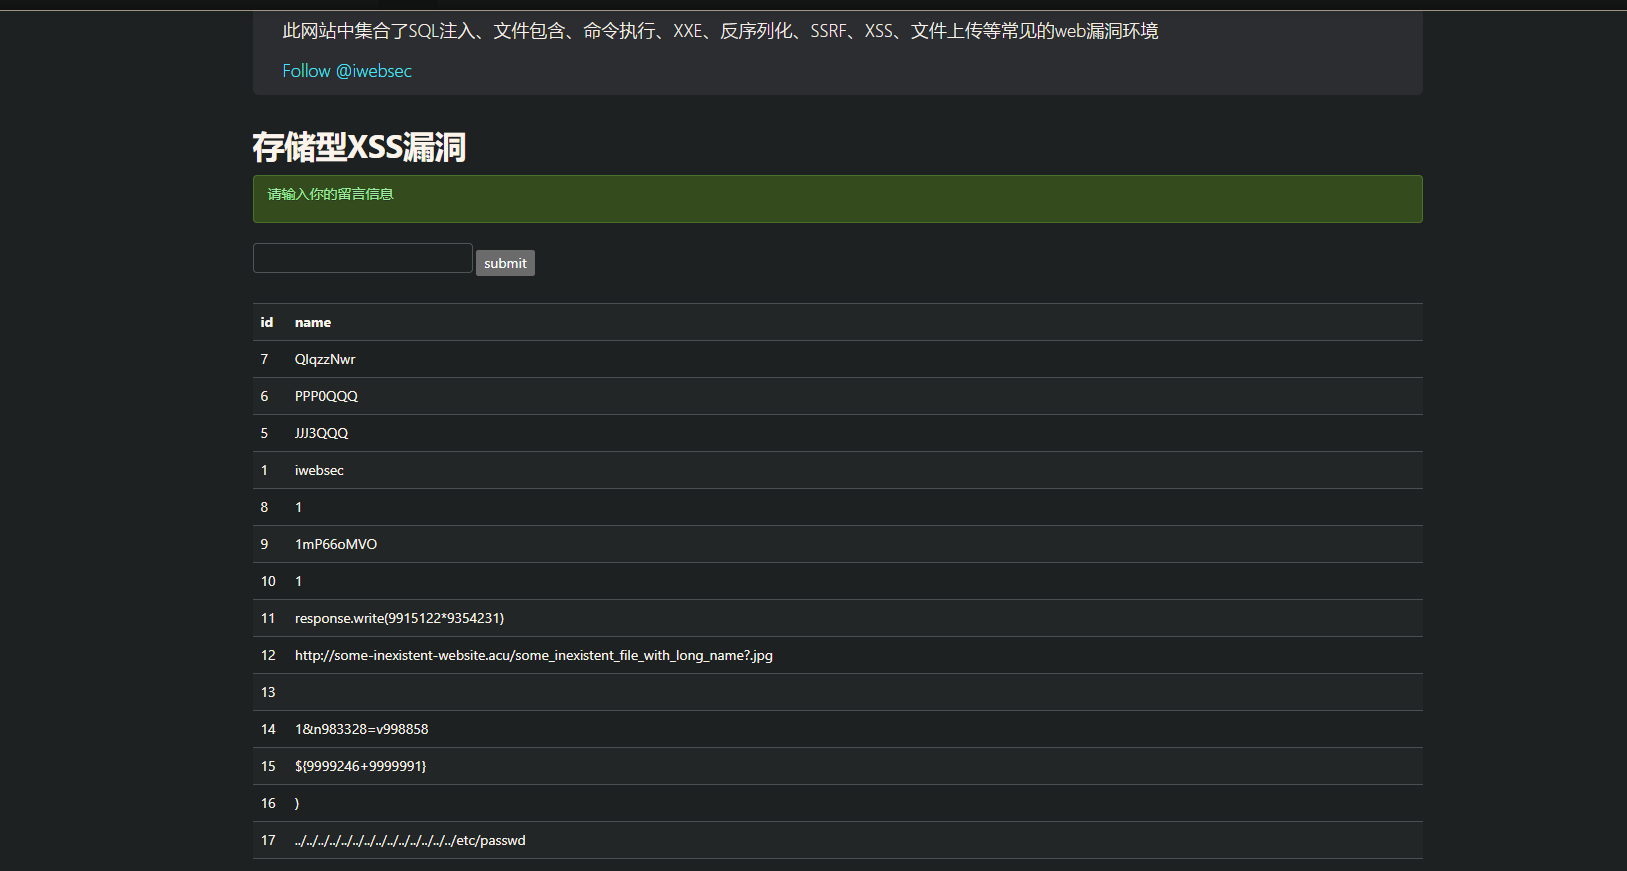 此网站中集合了SQL注入、文件包含、命令执行、XXE、反序列化、SSRF、XSS、文件上传等常见的web漏洞环境
Follow @iwebsec
存储型XSS漏洞
请输入你的留言信息
submit
id name
7 QIqzzNwr
6 PPP0QQQ
5 JJJ3QQQ
1 iwebsec
8 1
9 1mP66oMVO
10 1
11 response.write(9915122*9354231)
12 http://some-inexistent-website.acu/some_inexistent_file_with_long_name?.jpg
13
14 1&n983328=v998858
15 ${9999246+9999991}
16 )
17 ../../../../../../../../../../../../../../etc/passwd